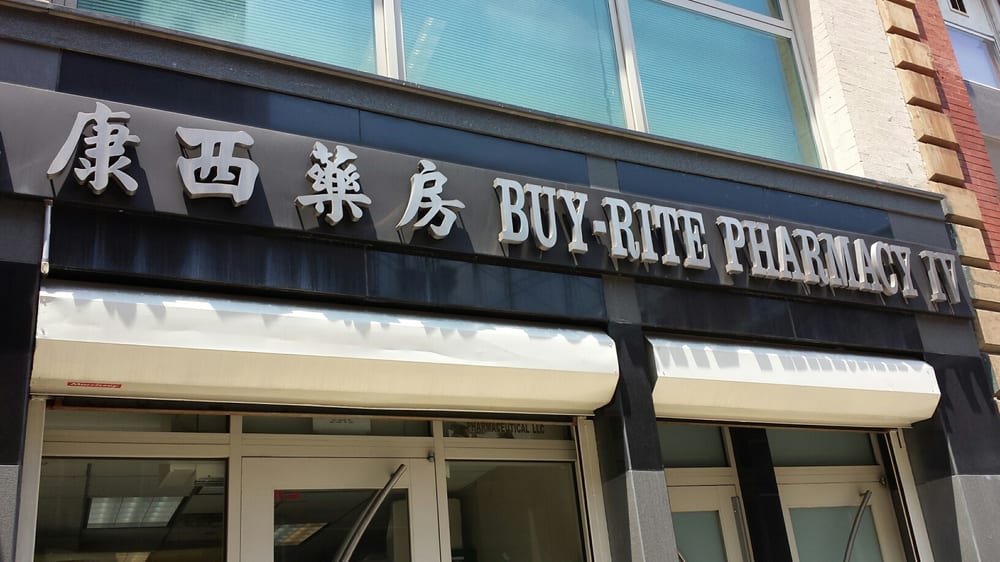 康西藥房 BUY-RITE PHARMACY IV
PHARMACEUTICAL LLC